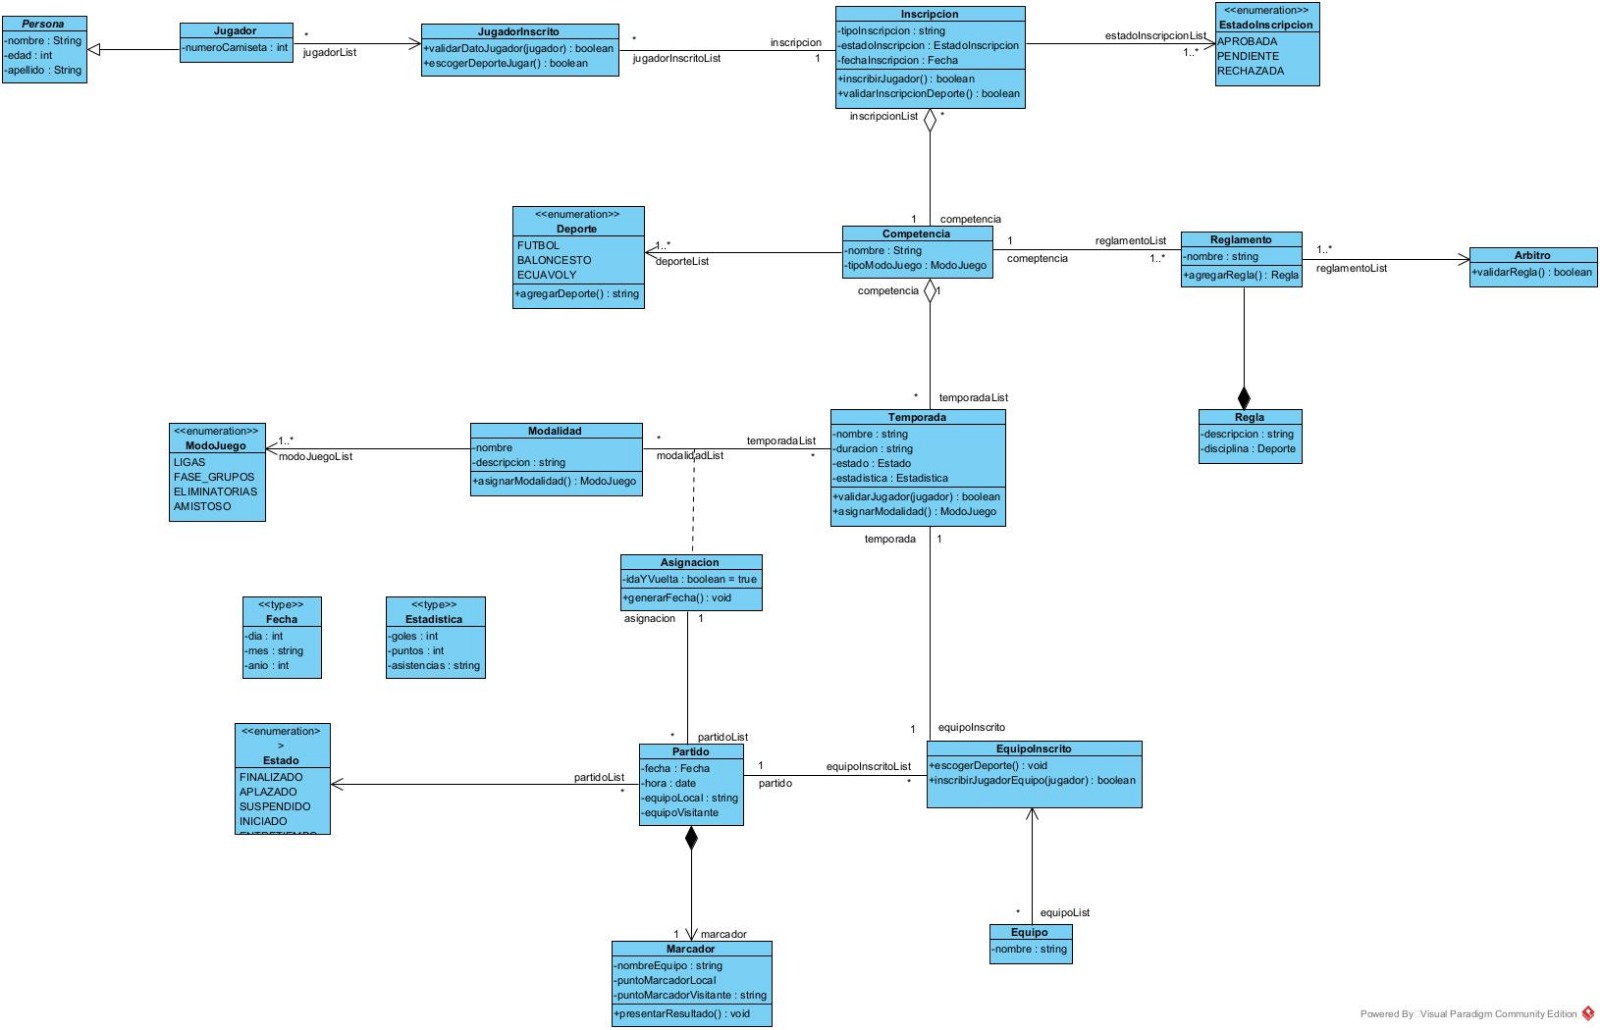 Persona
-nombre : String
-edad : int
-apellido : String
Jugador
-numeroCamiseta : int
*
jugadorList
JugadorInscrito
+validarDatoJugador(jugador) : boolean
+escogerDeporteJugar() : boolean
*
jugadorInscritoList
inscripcion
1
Inscripcion
-tipoInscripcion : string
-estadoInscripcion : EstadoInscripcion
-fechaInscripcion : Fecha
+inscribirJugador() : boolean
+validarInscripcionDeporte() : boolean
estadoInscripcionList
1..*
<<enumeration>>
EstadoInscripcion
APROBADA
PENDIENTE
RECHAZADA
inscripcionList
*
1
competencia
<<enumeration>>
Deporte
FUTBOL
BALONCESTO
ECUAVOLY
+agregarDeporte() : string
1..*
deporteList
Competencia
-nombre : String
-tipoModoJuego : ModoJuego
1
comeptencia
reglamentoList
1..*
Reglamento
-nombre : string
+agregarRegla() : Regla
1..*
reglamentoList
Arbitro
+validarRegla() : boolean
competencia
1
*
temporadaList
Regla
-descripcion : string
-disciplina : Deporte
<<enumeration>>
ModoJuego
LIGAS
FASE_GRUPOS
ELIMINATORIAS
AMISTOSO
1..*
modoJuegoList
Modalidad
-nombre
-descripcion : string
+asignarModalidad() : ModoJuego
*
modalidadList
temporadaList
*
Temporada
-nombre : string
-duracion : string
-estado : Estado
-estadistica : Estadistica
+validarJugador(jugador) : boolean
+asignarModalidad() : ModoJuego
temporada
1
Asignacion
-idaYVuelta : boolean = true
+generarFecha() : void
asignacion
1
<<type>>
Fecha
-dia : int
-mes : string
-anio : int
<<type>>
Estadistica
-goles : int
-puntos : int
-asistencias : string
<<enumeration>
>
Estado
FINALIZADO
APLAZADO
SUSPENDIDO
INICIADO
partidoList
*
*
partidoList
Partido
-fecha : Fecha
-hora : date
-equipoLocal : string
-equipoVisitante
1
partido
equipoInscritoList
*
1
equipoInscrito
EquipoInscrito
+escogerDeporte() : void
+inscribirJugadorEquipo(jugador) : boolean
*
equipoList
Equipo
-nombre : string
1
marcador
Marcador
-nombreEquipo : string
-puntoMarcadorLocal
-puntoMarcadorVisitante : string
+presentarResultado() : void
Powered By Visual Paradigm Community Edition